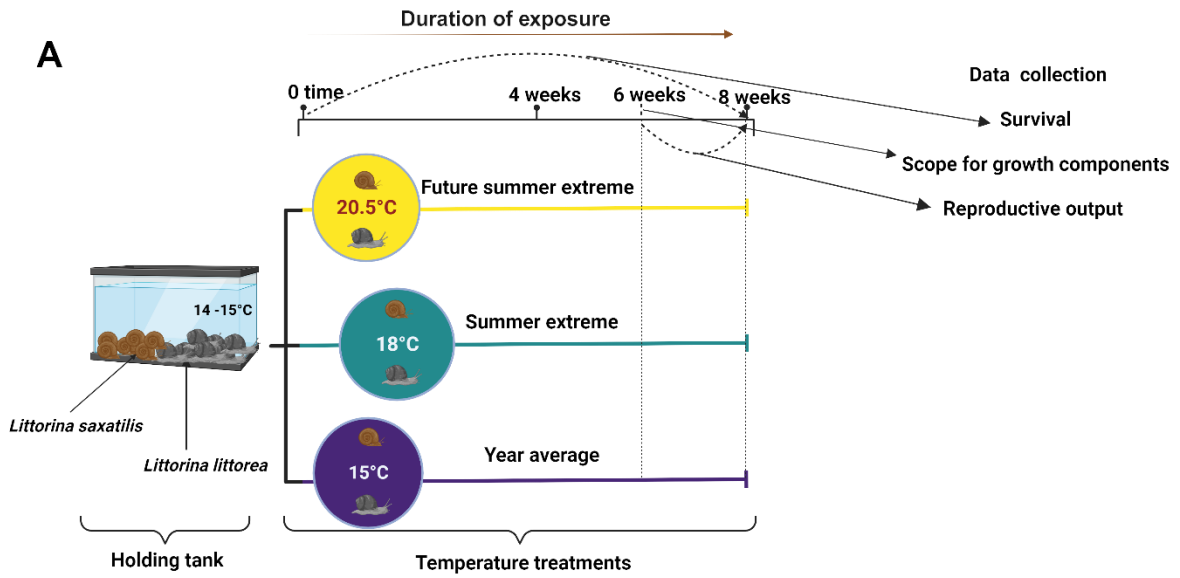 A
Duration of exposure
0 time
4 weeks
6 weeks
8 weeks
Data collection
Survival
Scope for growth components
Reproductive output
Future summer extreme
20.5°C
14 -15°C
Summer extreme
18°C
Littorina saxatilis
Littorina littorea
Year average
15°C
Holding tank
Temperature treatments